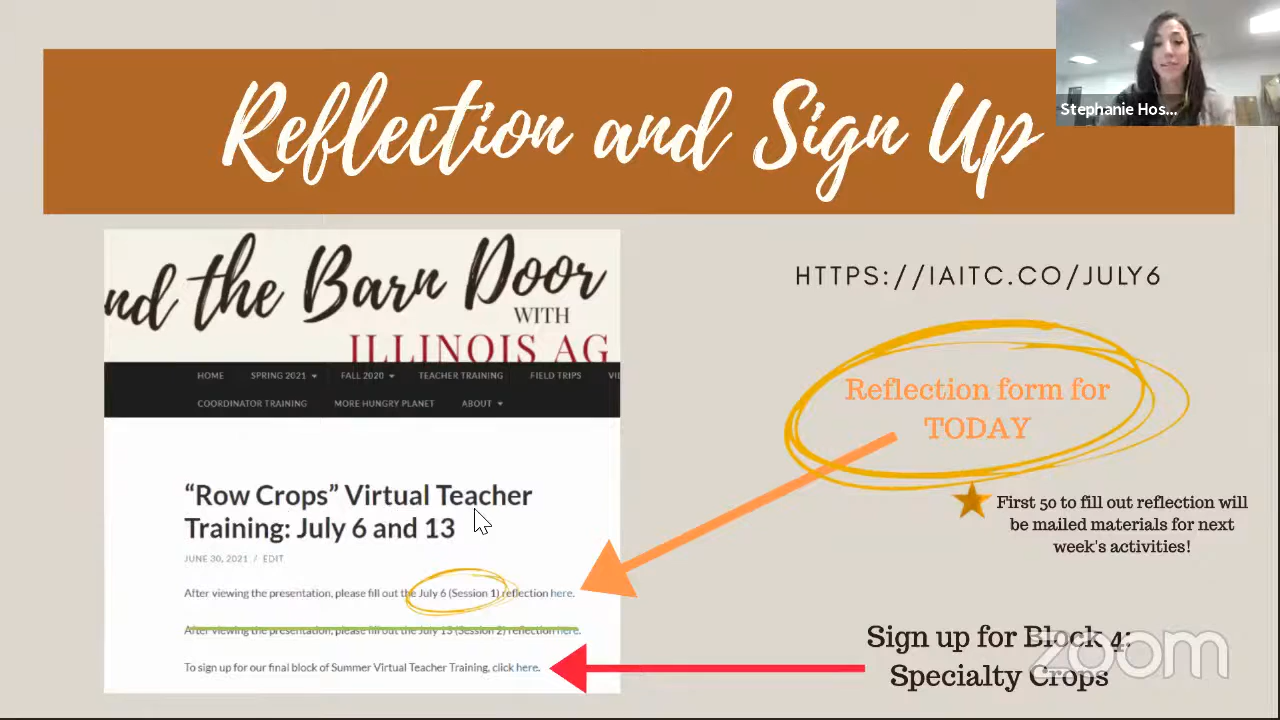 Reflection and Sign Up
Stephanie Hos...
nd the Barn Door
WITH
ILLINOIS AG
HOME SPRING 2021 FALL 2020 TEACHER TRAINING FIELD TRIPS
COORDINATOR TRAINING MORE HUNGRY PLANET ABOUT
“Row Crops” Virtual Teacher
Training: July 6 and 13
JUNE 30, 2021 / EDIT
After viewing the presentation, please fill out the July 6 (Session 1) reflection here.
After viewing the presentation, please fill out the July 13 (Session 2) reflection here.
To sign up for our final block of Summer Virtual Teacher Training, click here.
HTTPS://IAITC.CO/JULY6
Reflection form for
TODAY
First 50 to fill out reflection will
be mailed materials for next
week's activities!
Sign up for Block 4:
Specialty Crops
zoom